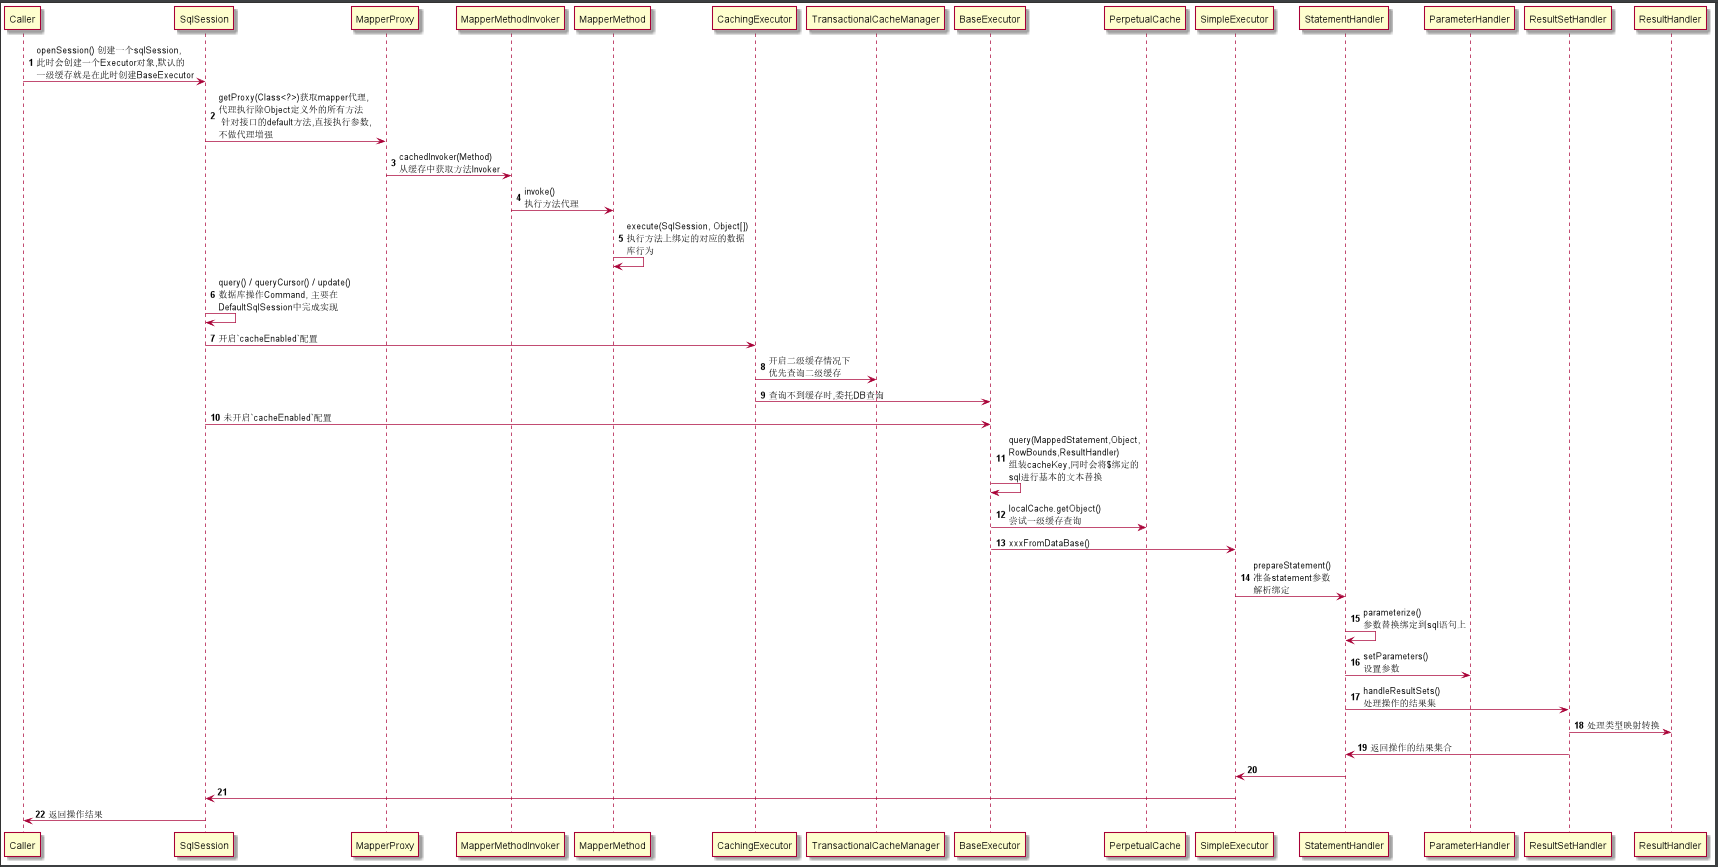 Caller SqlSession MapperProxy MapperMethodInvoker MapperMethod CachingExecutor TransactionalCacheManager BaseExecutor PerpetualCache SimpleExecutor StatementHandler ParameterHandler ResultSetHandler ResultHandler
openSession() 创建一个sqlSession,
1 此时会创建一个Executor对象,默认的
一级缓存就是在此时创建BaseExecutor
getProxy(Class<?>)获取mapper代理,
代理执行除Object定义外的所有方法
2 针对接口的default方法,直接执行参数,
不做代理增强
3 cachedInvoker(Method)
从缓存中获取方法Invoker
4 invoke()
执行方法代理
execute(SqlSession, Object[])
5 执行方法上绑定的对应的数据
库行为
query() / queryCursor() / update()
6 数据库操作Command, 主要在
DefaultSqlSession中完成实现
7 开启`cacheEnabled`配置
8 开启二级缓存情况下
优先查询二级缓存
9 查询不到缓存时,委托DB查询
10 未开启`cacheEnabled`配置
query(MappedStatement,Object,
RowBounds,ResultHandler)
11 组装cacheKey,同时会将$绑定的
sql进行基本的文本替换
12 localCache.getObject()
尝试一级缓存查询
13 xxxFromDataBase()
prepareStatement()
14 准备statement参数
解析绑定
15 parameterize()
参数替换绑定到sql语句上
16 setParameters()
设置参数
17 handleResultSets()
处理操作的结果集
18 处理类型映射转换
19 返回操作的结果集合
20
21
22 返回操作结果
Caller SqlSession MapperProxy MapperMethodInvoker MapperMethod CachingExecutor TransactionalCacheManager BaseExecutor PerpetualCache SimpleExecutor StatementHandler ParameterHandler ResultSetHandler ResultHandler